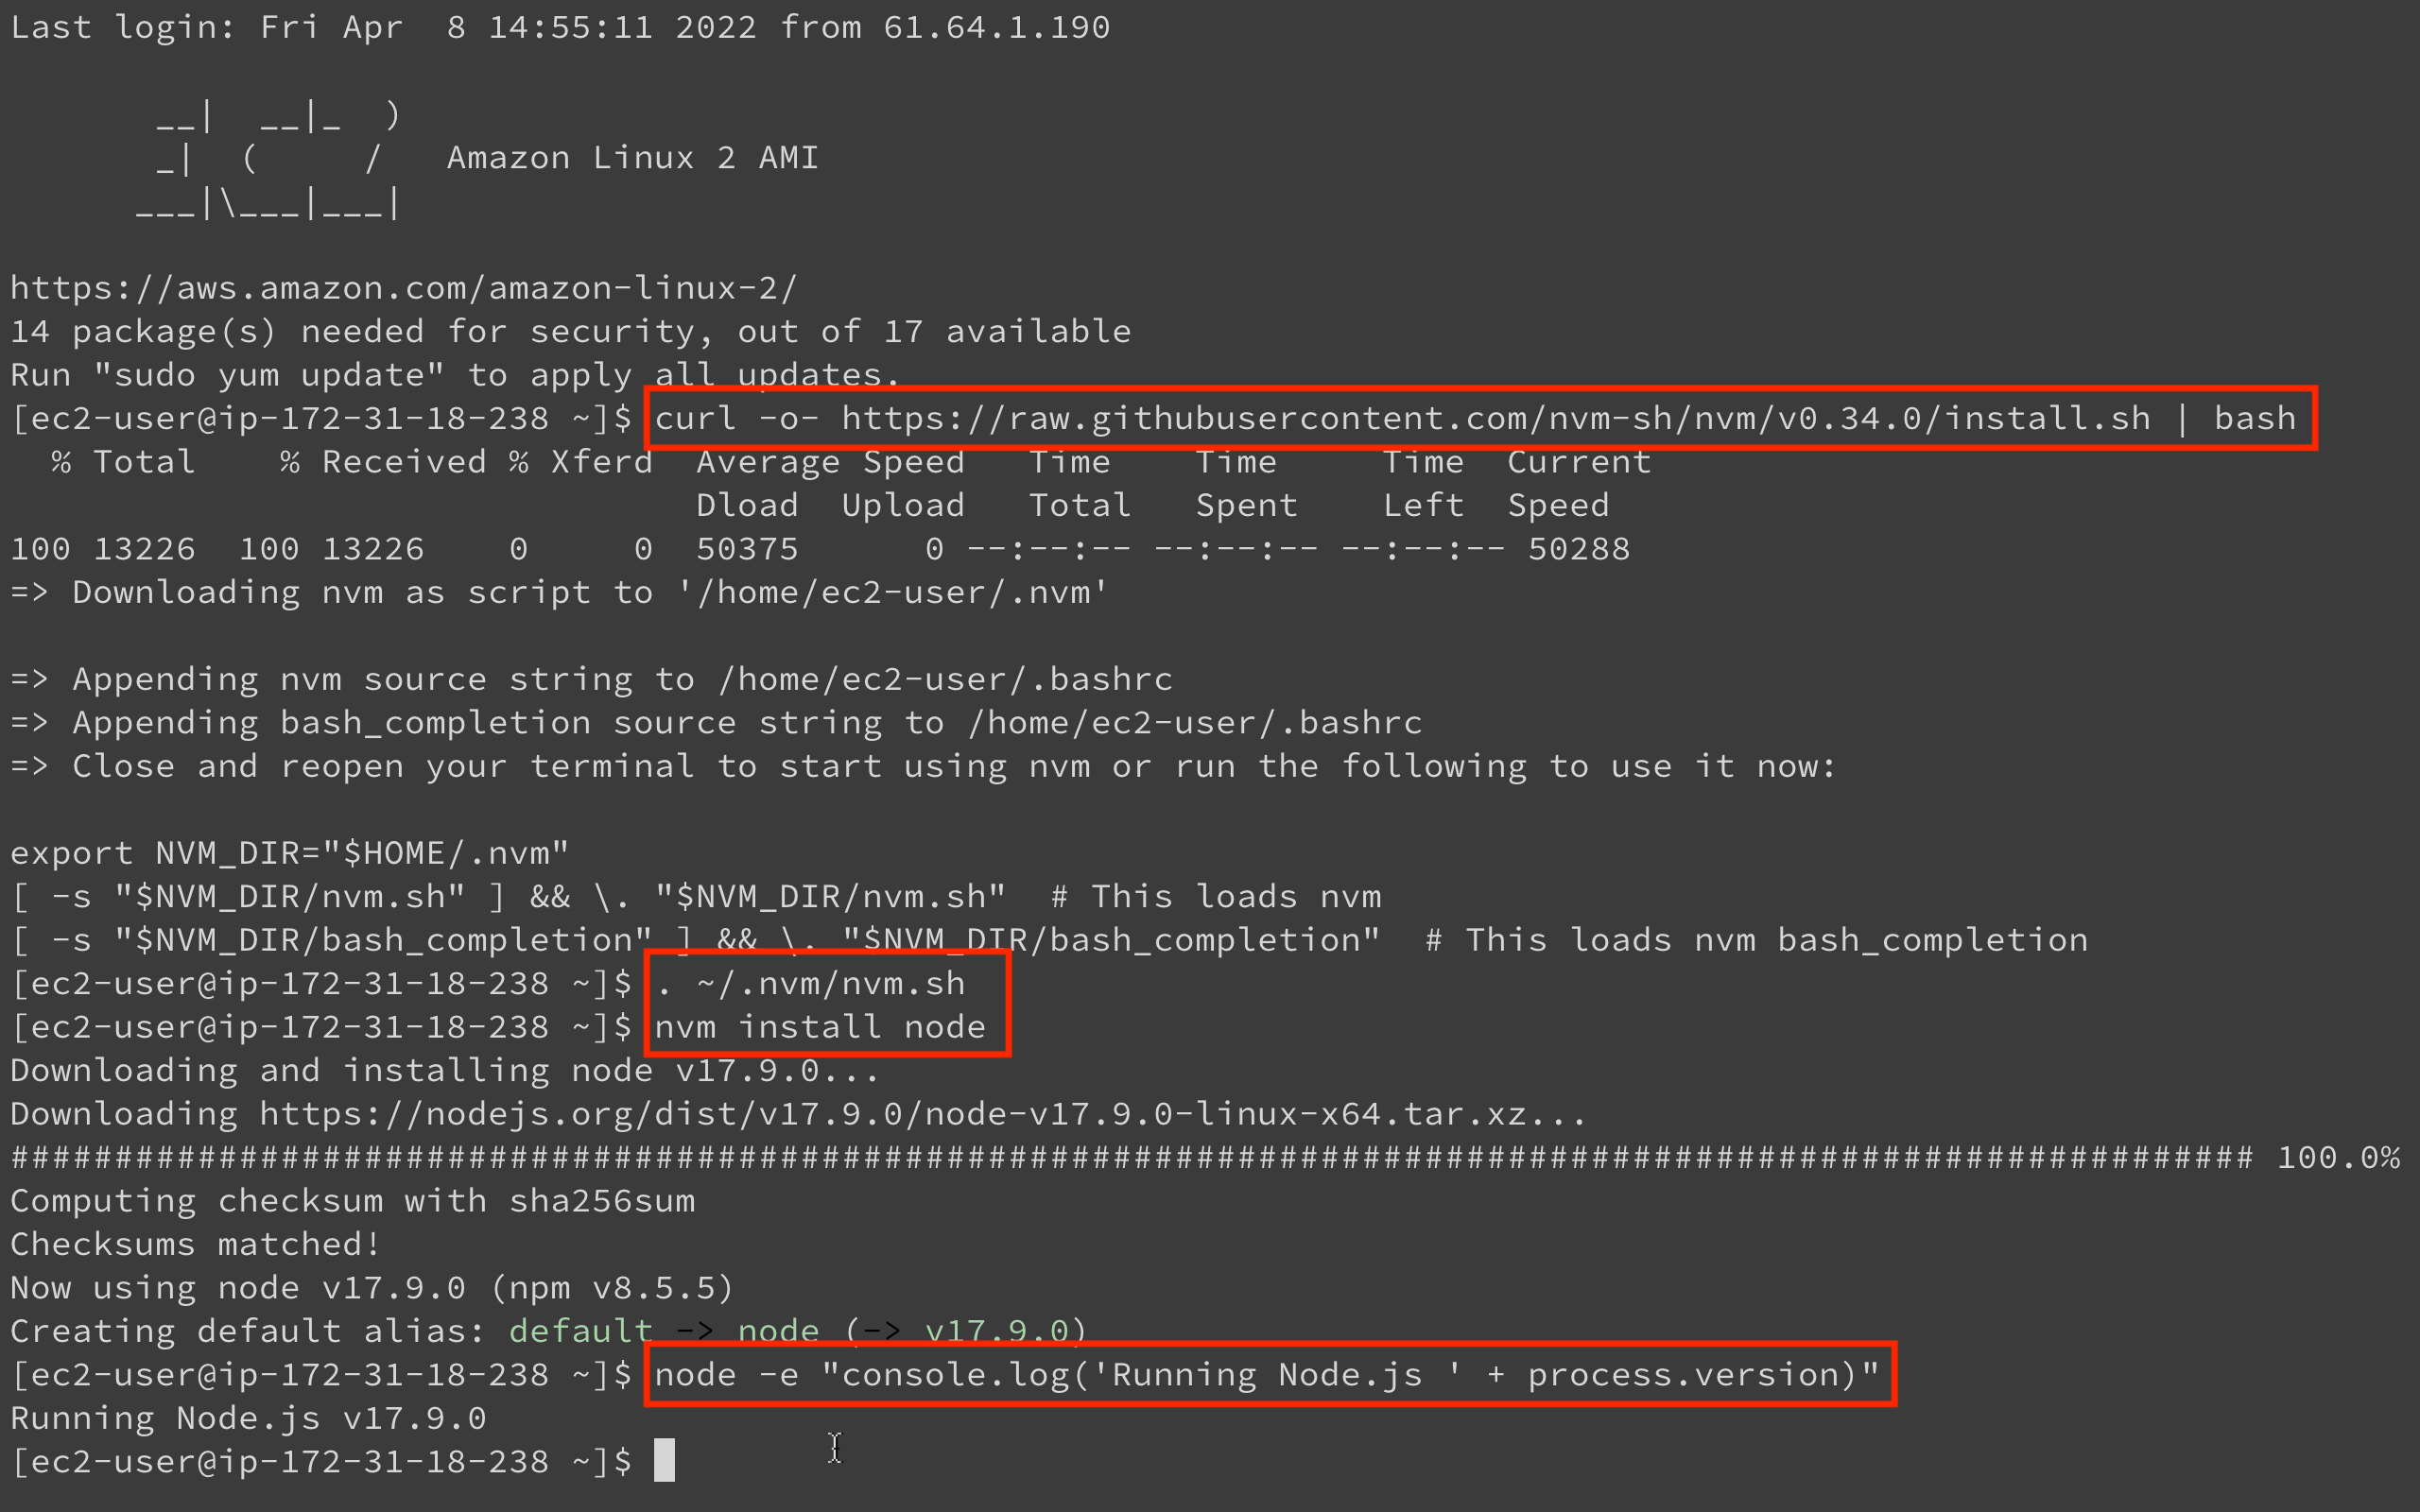 Last login: Fri Apr  8 14:55:11 2022 from 61.64.1.190
       __|  __|_  )
       _|  (     /   Amazon Linux 2 AMI
      ___|\___|___|
https://aws.amazon.com/amazon-linux-2/
14 package(s) needed for security, out of 17 available
Run "sudo yum update" to apply all updates.
[ec2-user@ip-172-31-18-238 ~]$ curl -o- https://raw.githubusercontent.com/nvm-sh/nvm/v0.34.0/install.sh | bash
  % Total    % Received % Xferd  Average Speed   Time    Time     Time  Current
                                 Dload  Upload   Total   Spent    Left  Speed
100 13226  100 13226    0     0  50375      0 --:--:-- --:--:-- --:--:-- 50288
=> Downloading nvm as script to '/home/ec2-user/.nvm'
=> Appending nvm source string to /home/ec2-user/.bashrc
=> Appending bash_completion source string to /home/ec2-user/.bashrc
=> Close and reopen your terminal to start using nvm or run the following to use it now:
export NVM_DIR="$HOME/.nvm"
[ -s "$NVM_DIR/nvm.sh" ] && \. "$NVM_DIR/nvm.sh"  # This loads nvm
[ -s "$NVM_DIR/bash_completion" ] && \. "$NVM_DIR/bash_completion"  # This loads nvm bash_completion
[ec2-user@ip-172-31-18-238 ~]$ . ~/.nvm/nvm.sh
[ec2-user@ip-172-31-18-238 ~]$ nvm install node
Downloading and installing node v17.9.0...
Downloading https://nodejs.org/dist/v17.9.0/node-v17.9.0-linux-x64.tar.xz...
############################################################################################################ 100.0%
Computing checksum with sha256sum
Checksums matched!
Now using node v17.9.0 (npm v8.5.5)
Creating default alias: default -> node (-> v17.9.0)
[ec2-user@ip-172-31-18-238 ~]$ node -e "console.log('Running Node.js ' + process.version)"
Running Node.js v17.9.0
[ec2-user@ip-172-31-18-238 ~]$